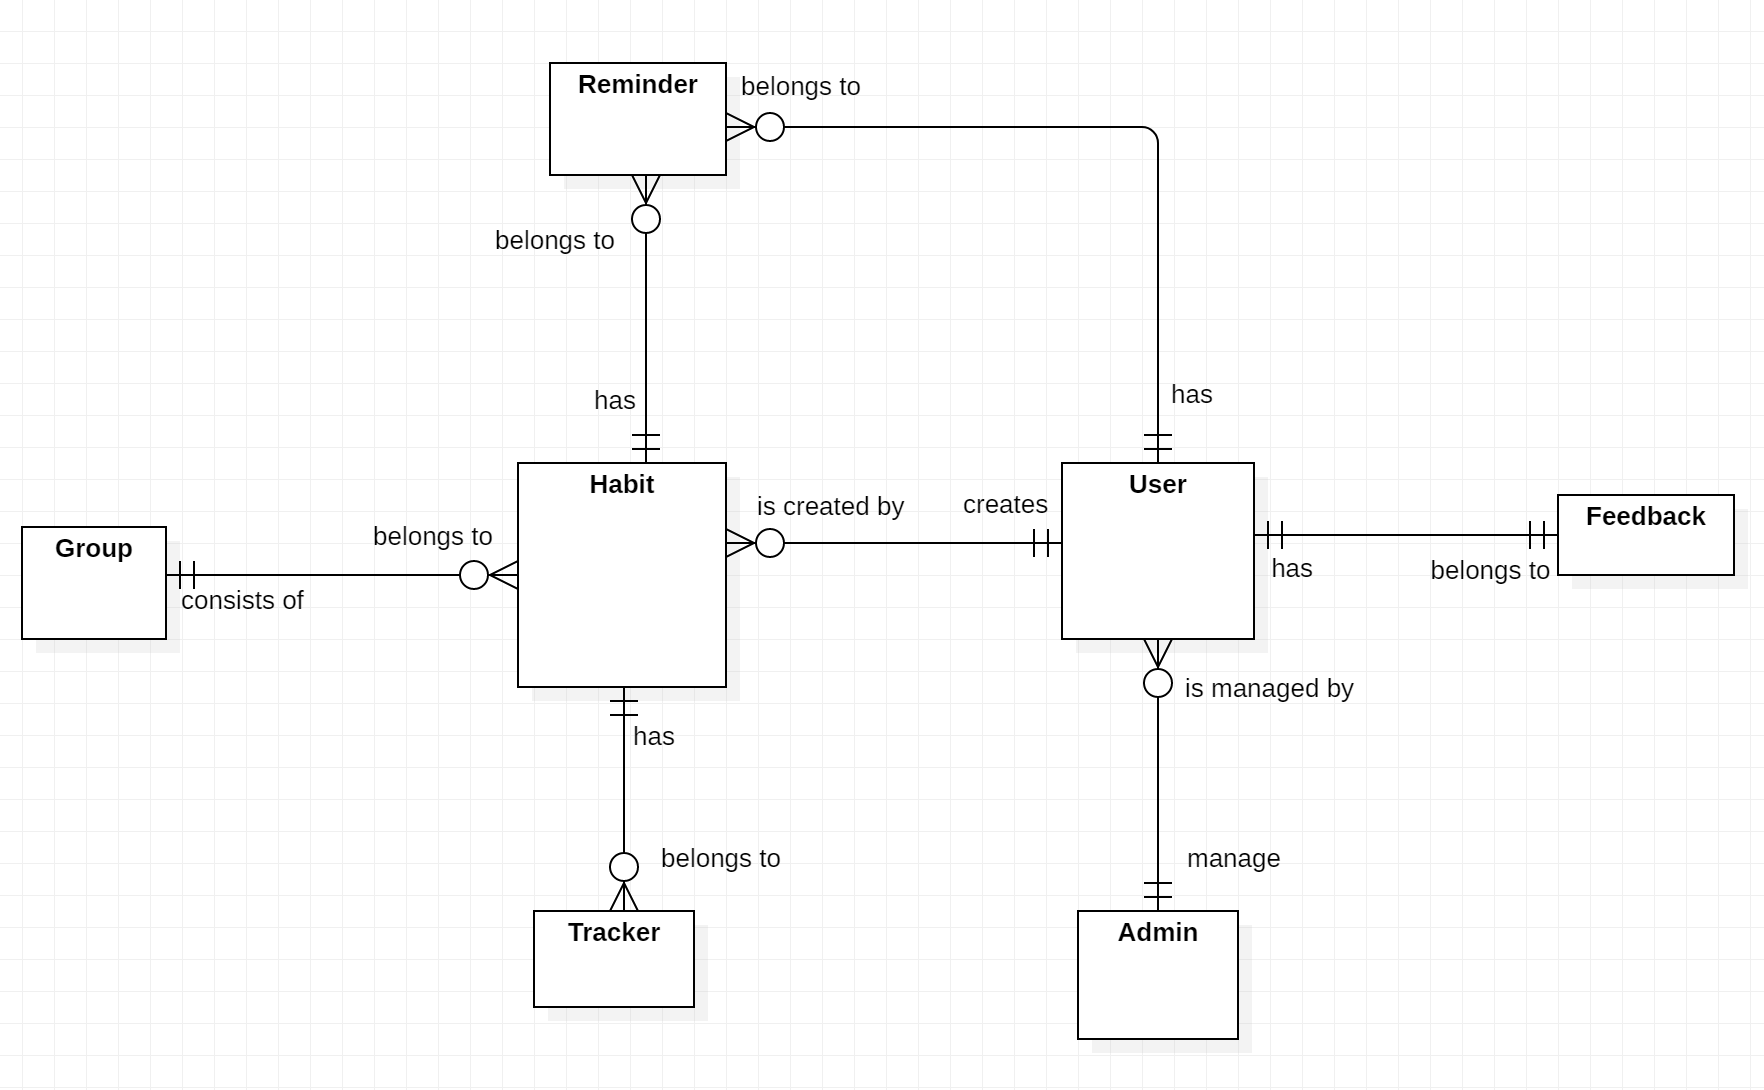 Reminder
belongs to
belongs to
has
has
Habit
User
is created by
creates
Feedback
belongs to
Group
has
belongs to
consists of
is managed by
has
belongs to
manage
Tracker
Admin